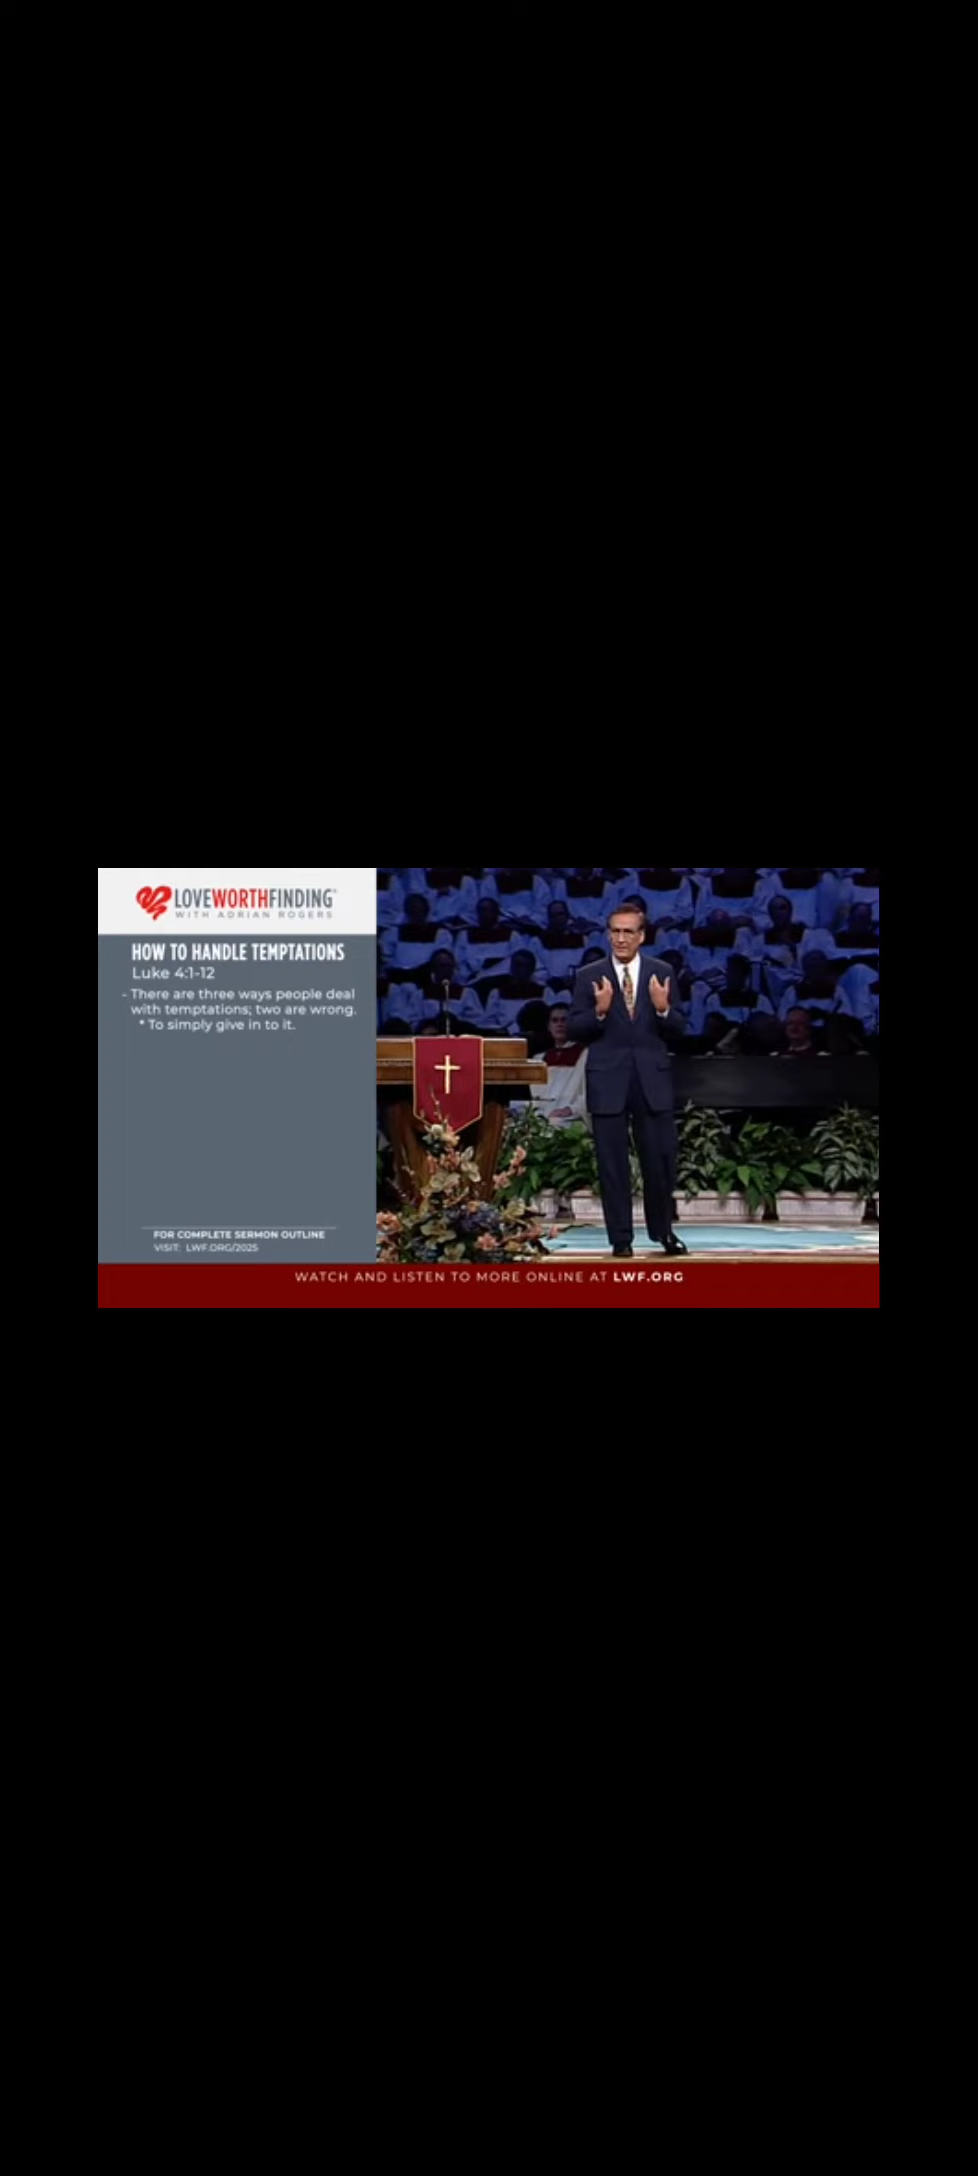 LOVEWORTHFINDING
WITH ADRIAN ROGERS
HOW TO HANDLE TEMPTATIONS
Luke 4:1-12
- There are three ways people deal
with temptations; two are wrong.
* To simply give in to it.
FOR COMPLETE SERMON OUTLINE
VISIT: LWF.ORG/2025
WATCH AND LISTEN TO MORE ONLINE AT LWF.ORG